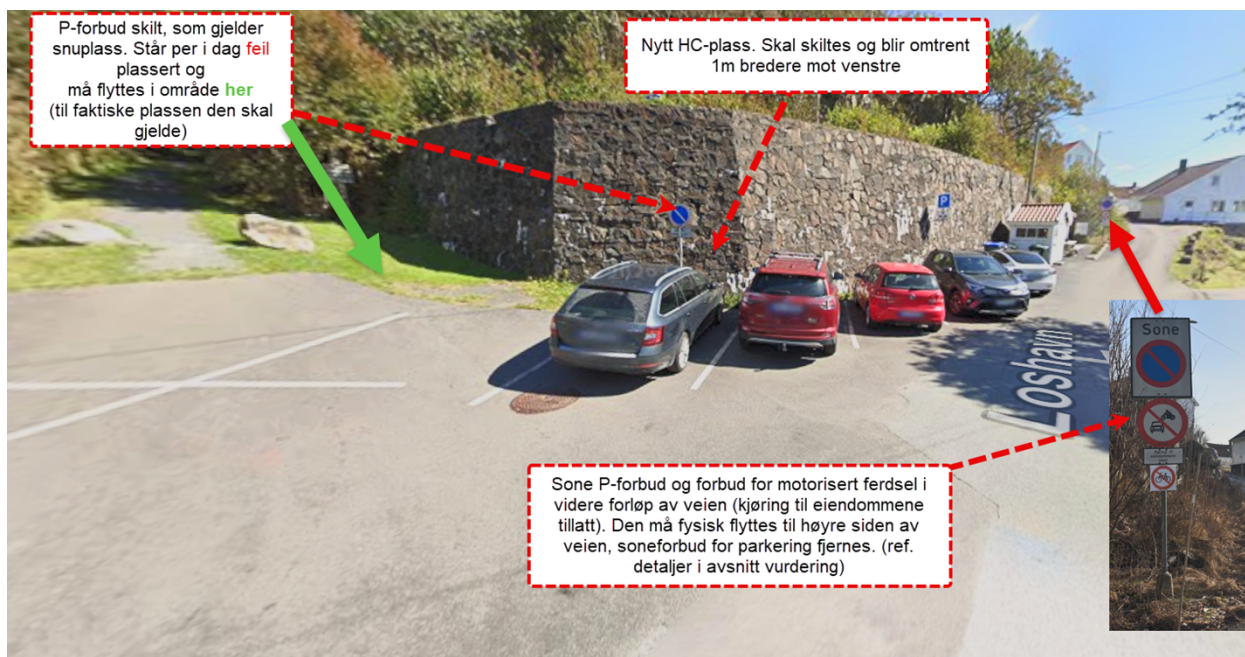 P-forbud skilt, som gjelder
snuplass. Står per i dag feil
plassert og
må flyttes i område her
(til faktiske plassen den skal
gjelde)
Nytt HC-plass. Skal skiltes og blir omtrent
1m bredere mot venstre
P
Loshavn
Sone
Sone P-forbud og forbud for motorisert ferdsel i
videre forløp av veien (kjøring til eiendommene
tillatt). Den må fysisk flyttes til høyre siden av
veien, soneforbud for parkering fjernes. (ref.
detaljer i avsnitt vurdering)